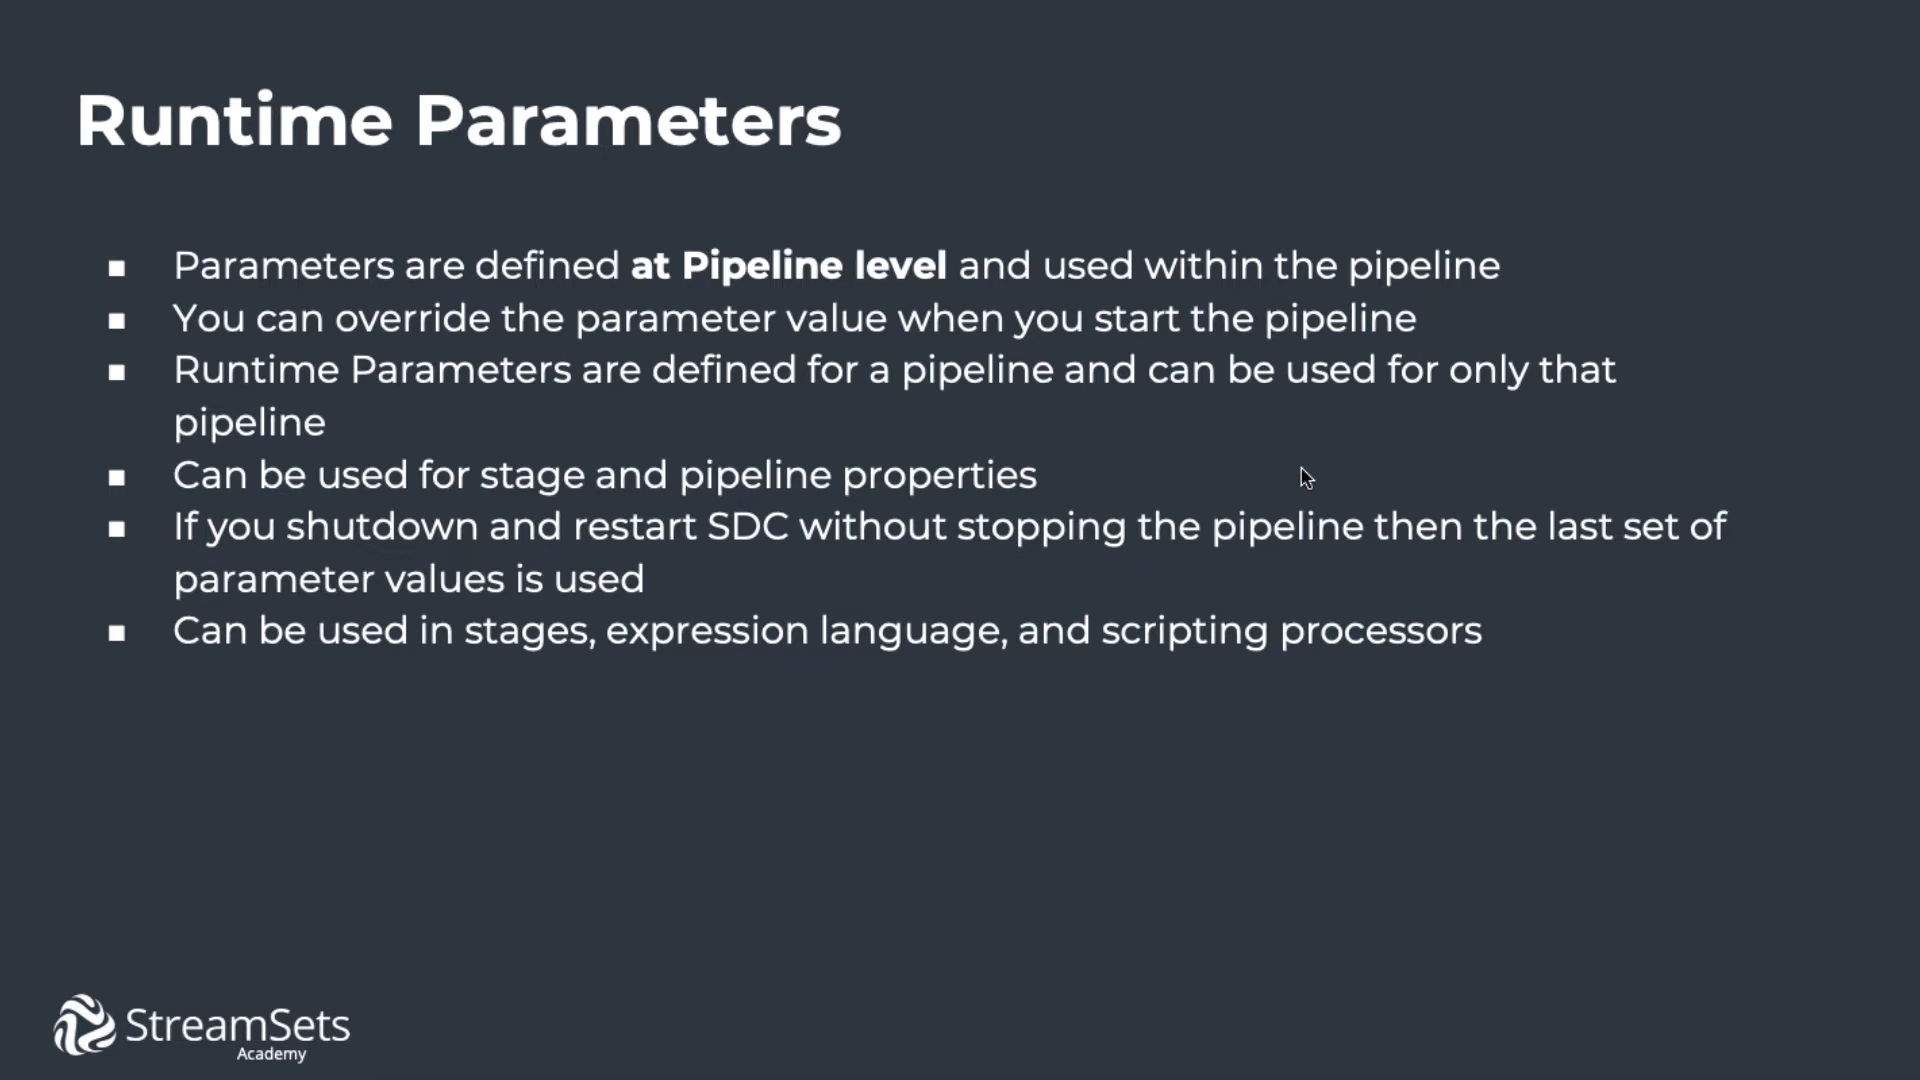 Runtime Parameters
▪ Parameters are defined at Pipeline level and used within the pipeline
▪ You can override the parameter value when you start the pipeline
▪ Runtime Parameters are defined for a pipeline and can be used for only that
pipeline
▪ Can be used for stage and pipeline properties
▪ If you shutdown and restart SDC without stopping the pipeline then the last set of
parameter values is used
▪ Can be used in stages, expression language, and scripting processors
StreamSets
Academy